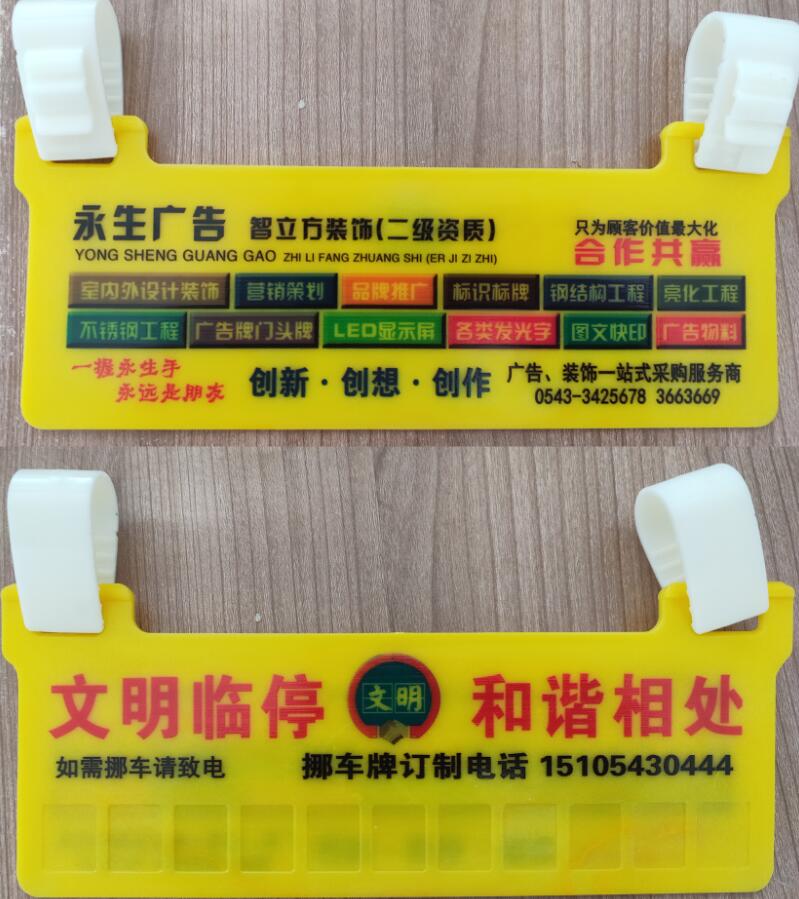 永生广告 智立方装饰(二级资质) 只为顾客价值最大化
YONG SHENG GUANG GAO ZHI LI FANG ZHUANG SHI (ER JI ZI ZHI) 合作共赢
室内外设计装饰 营销策划 品牌推广 标识标牌 钢结构工程 亮化工程
不锈钢工程 广告牌门头牌 LED显示屏 各类发光字 图文快印 广告物料
一握永生手 创新·创想·创作 广告、装饰一站式采购服务商
永远是朋友 0543-3425678 3663669
文明临停 文明 和谐相处
如需挪车请致电 挪车牌订制电话 15105430444